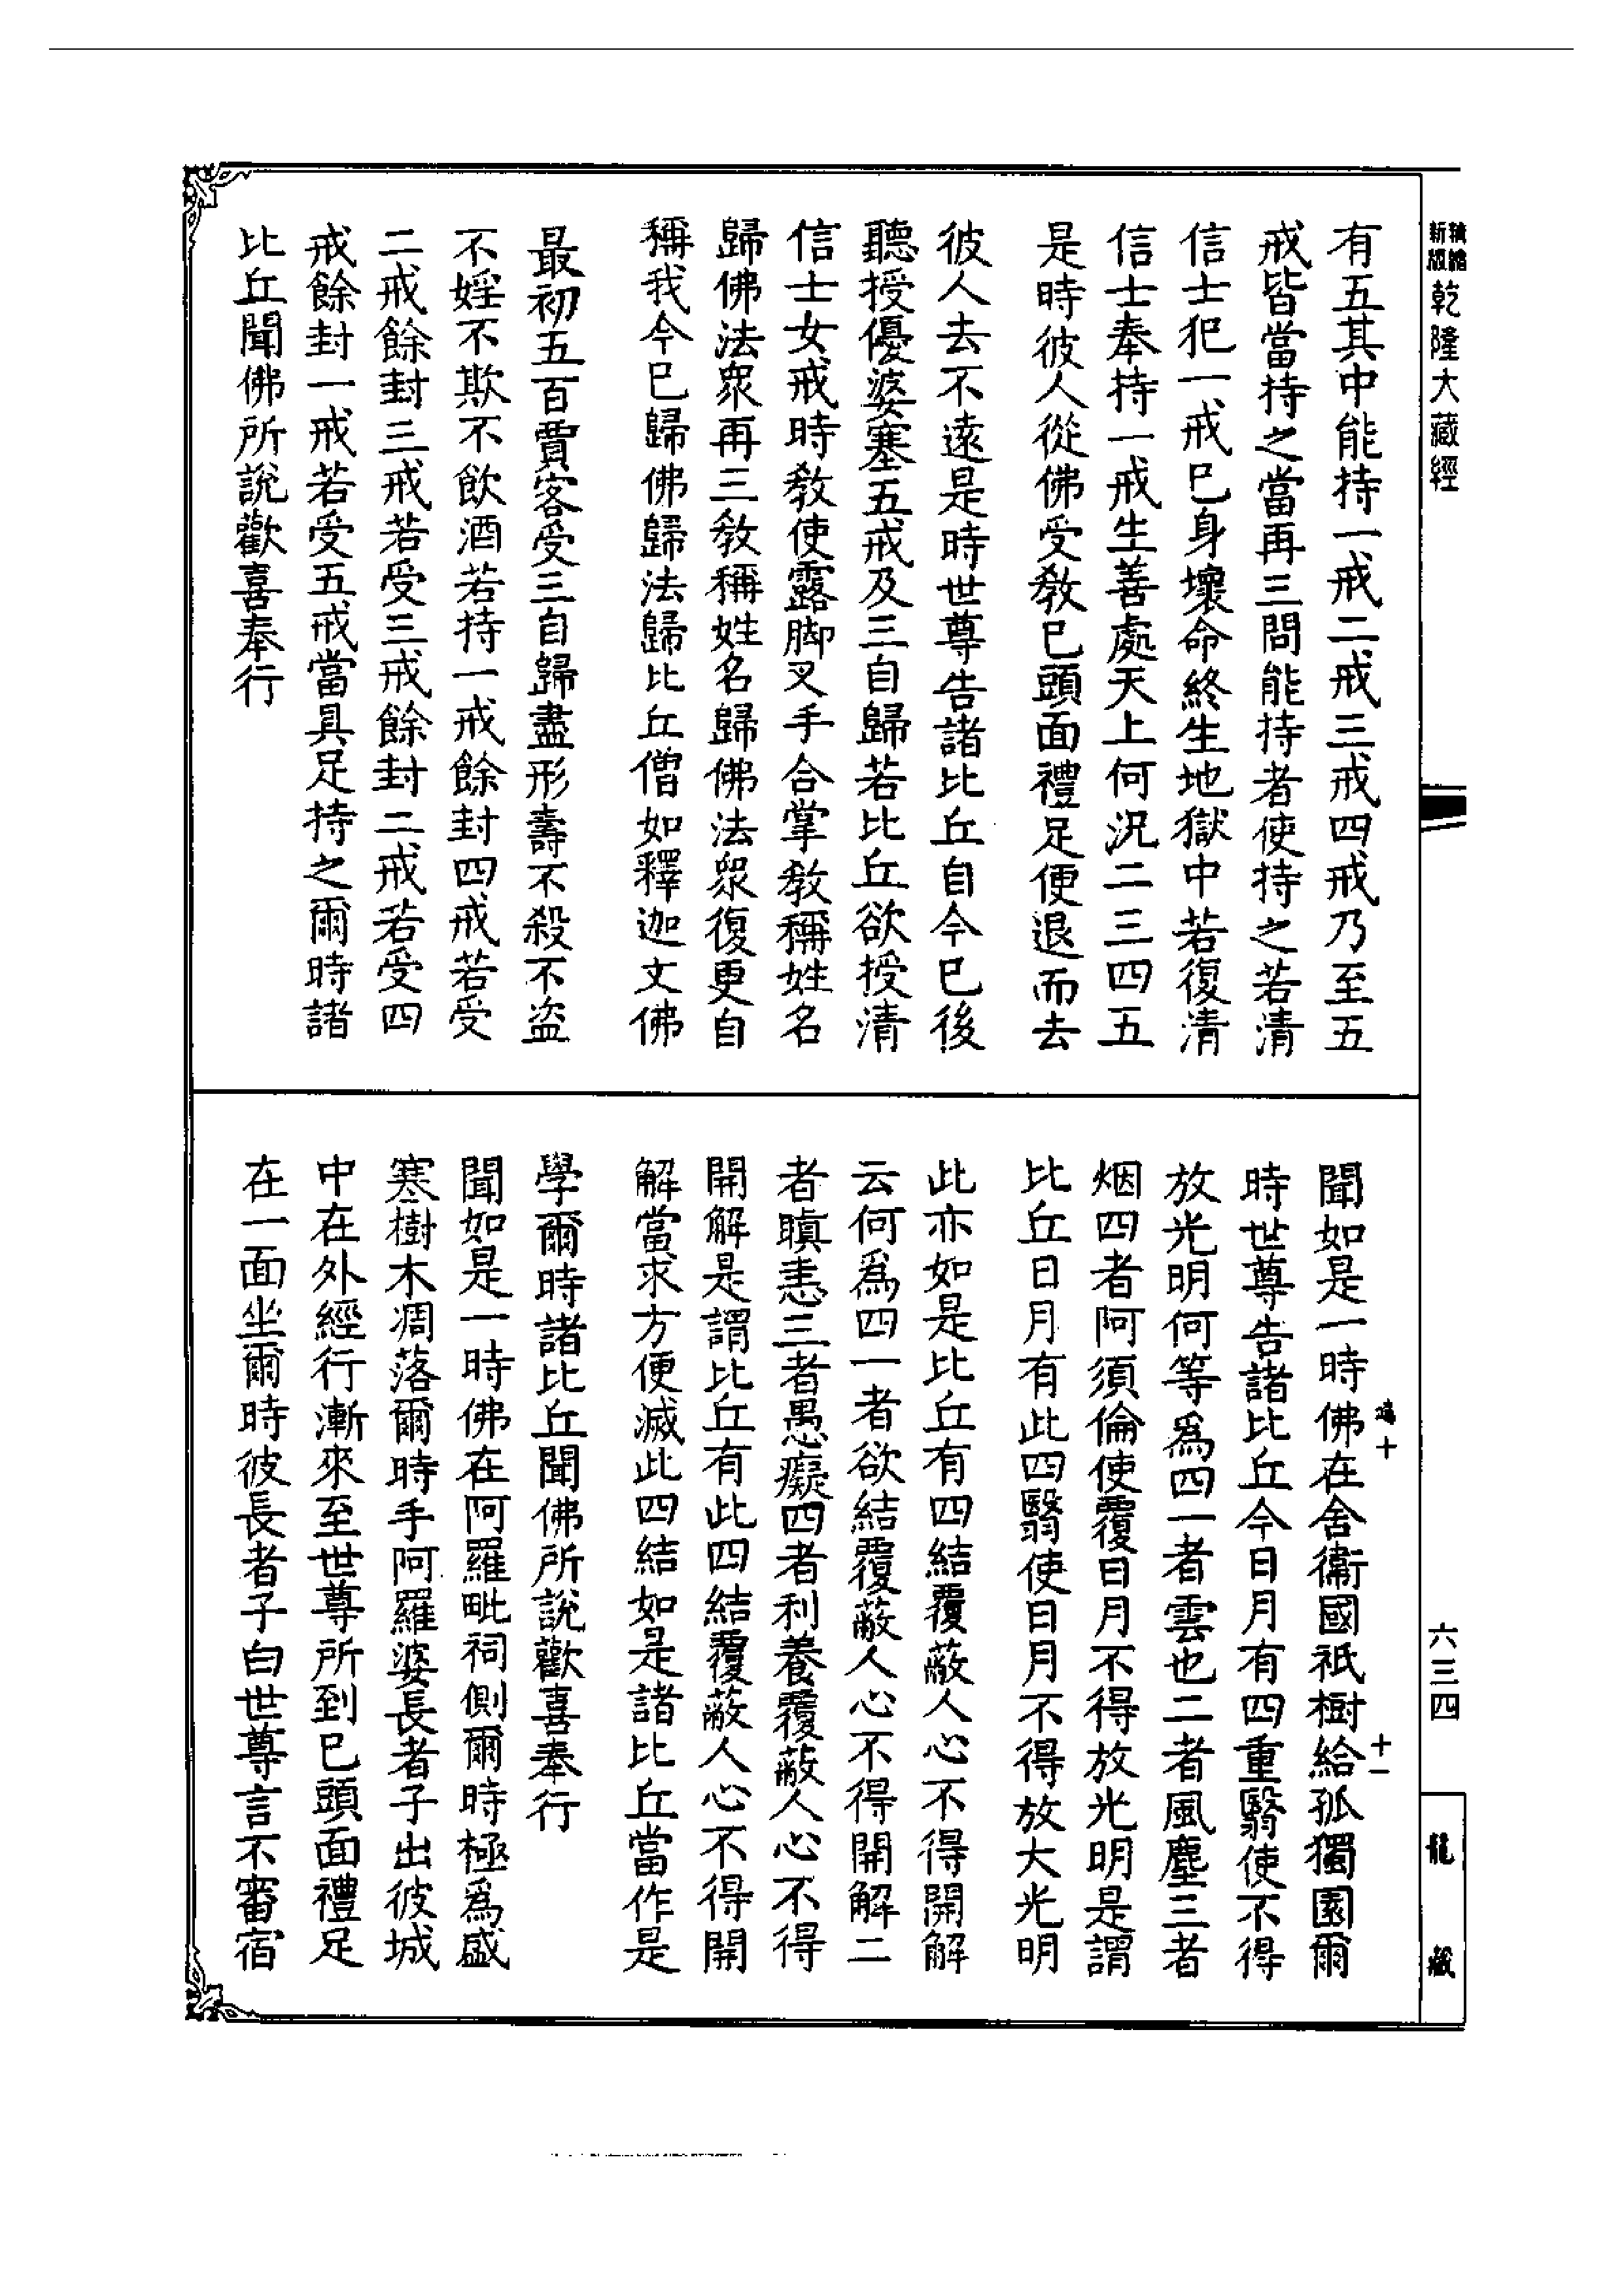 精縮新版乾隆大藏經
有五其中能持一戒二戒三戒四戒乃至五
戒皆當持之當再三問能持者使持之若清
信士犯一戒巳身壞命終生地獄中若復清
信士奉持一戒生善處天上何況二三四五
是時彼人從佛受教巳頭面禮足便退而去
彼人去不遠是時世尊告諸比丘自今巳後
聽授優婆塞五戒及三自歸若比丘欲授清
信士女戒時教使露脚叉手合掌教稱姓名
歸佛法眾再三教稱姓名歸佛法眾復更自
稱我今巳歸佛歸法歸比丘僧如釋迦文佛
最初五百賈客受三自歸盡形壽不殺不盜
不婬不欺不飲酒若持一戒餘封四戒若受
二戒餘封三戒若受三戒餘封二戒若受四
戒餘封一戒若受五戒當具足持之爾時諸
比丘聞佛所說歡喜奉行
聞如是一時佛在舍衞國祇樹給孤獨園爾
時世尊告諸比丘今日月有四重翳使不得
放光明何等爲四一者雲也二者風塵三者
烟四者阿須倫使覆日月不得放光明是謂
比丘日月有此四翳使日月不得放大光明
此亦如是比丘有四結覆蔽人心不得開解
云何爲四一者欲結覆蔽人心不得開解二
者瞋恚三者愚癡四者利養覆蔽人心不得
開解是謂比丘有此四結覆蔽人心不得開
解當求方便滅此四結如是諸比丘當作是
學爾時諸比丘聞佛所說歡喜奉行
聞如是一時佛在阿羅毗祠側爾時極爲盛
寒樹木凋落爾時手阿羅婆長者子出彼城
中在外經行漸來至世尊所到巳頭面禮足
在一面坐爾時彼長者子白世尊言不審宿
十
十一
六三四
龍藏